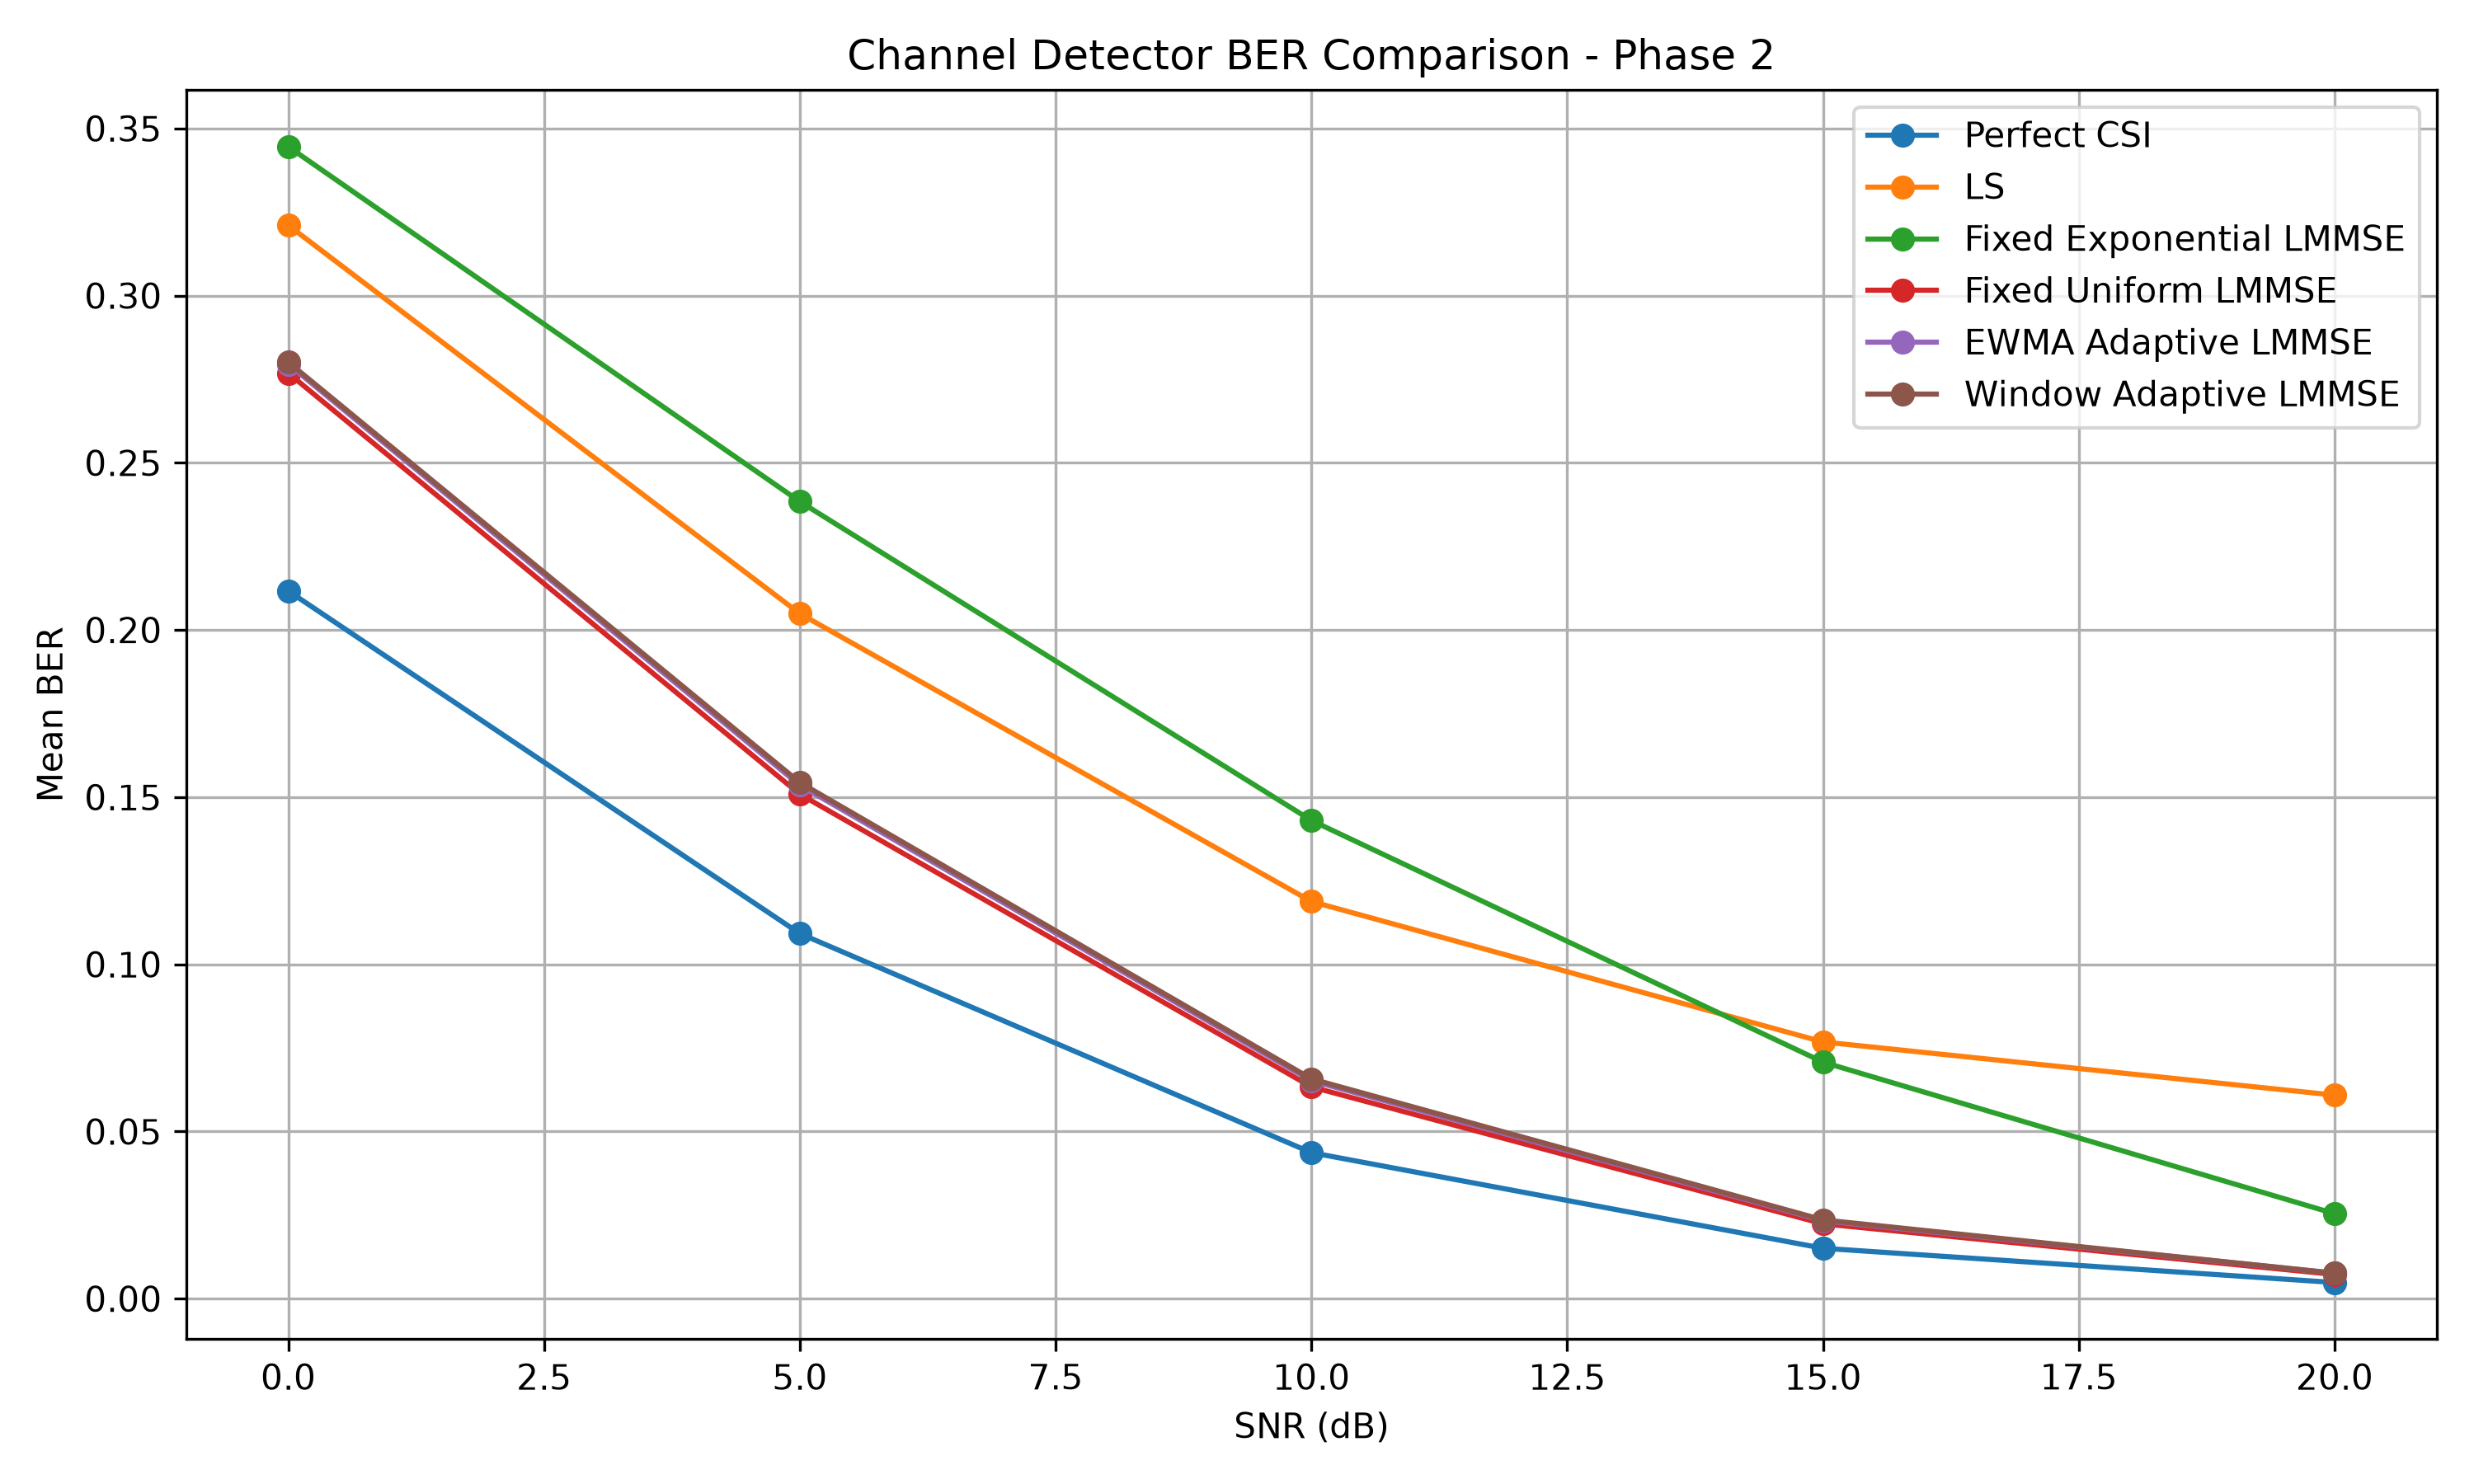 Channel Detector BER Comparison - Phase 2
Perfect CSI
LS
Fixed Exponential LMMSE
Fixed Uniform LMMSE
EWMA Adaptive LMMSE
Window Adaptive LMMSE
Mean BER
0.35
0.30
0.25
0.20
0.15
0.10
0.05
0.00
0.0 2.5 5.0 7.5 10.0 12.5 15.0 17.5 20.0
SNR (dB)